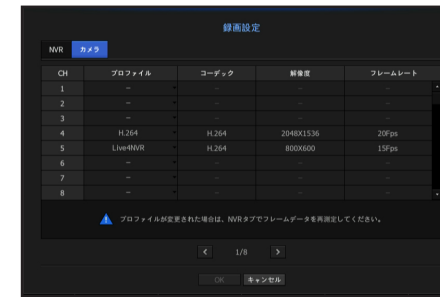 録画設定
NVR カメラ
CH プロファイル コーデック 解像度 フレームレート
1 – – – –
2 – – – –
3 – – – –
4 H.264 H.264 2048X1536 20Fps
5 Live4NVR H.264 800X600 15Fps
6 – – – –
7 – – – –
8 – – – –
プロファイルが変更された場合は、NVRタブでフレームデータを再測定してください。
< 1/8 >
OK キャンセル